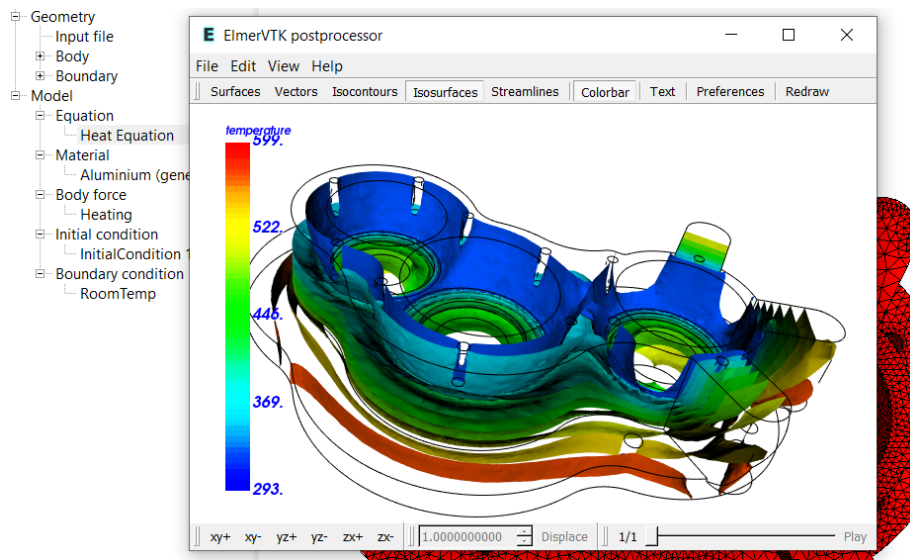 Geometry
Input file
Body
Boundary
Model
Equation
Heat Equation
Material
Aluminium (gene
Body force
Heating
Initial condition
InitialCondition 1
Boundary condition
RoomTemp
E ElmerVTK postprocessor
File Edit View Help
Surfaces Vectors Isocontours Isosurfaces Streamlines Colorbar Text Preferences Redraw
temperature
599.
522.
446.
369.
293.
xy+ xy- yz+ yz- zx+ zx- 1.0000000000 Displace 1/1 Play